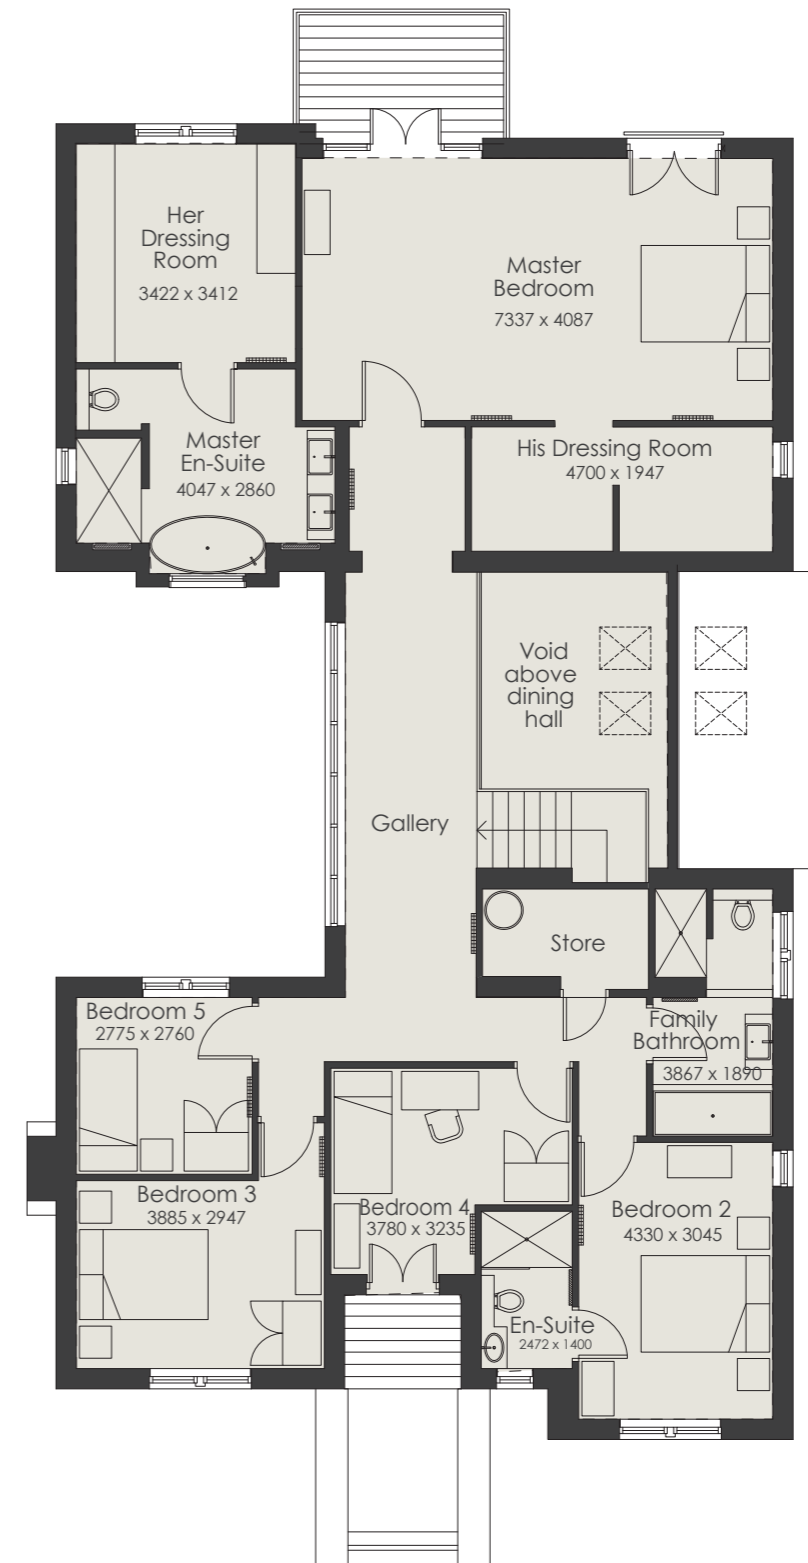 Her
Dressing
Room
3422 x 3412
Master
Bedroom
7337 x 4087
Master
En-Suite
4047 x 2860
His Dressing Room
4700 x 1947
Void
above
dining
hall
Gallery
Store
Bedroom 5
2775 x 2760
Family
Bathroom
3867 x 1890
Bedroom 3
3885 x 2947
Bedroom 4
3780 x 3235
Bedroom 2
4330 x 3045
En-Suite
2472 x 1400